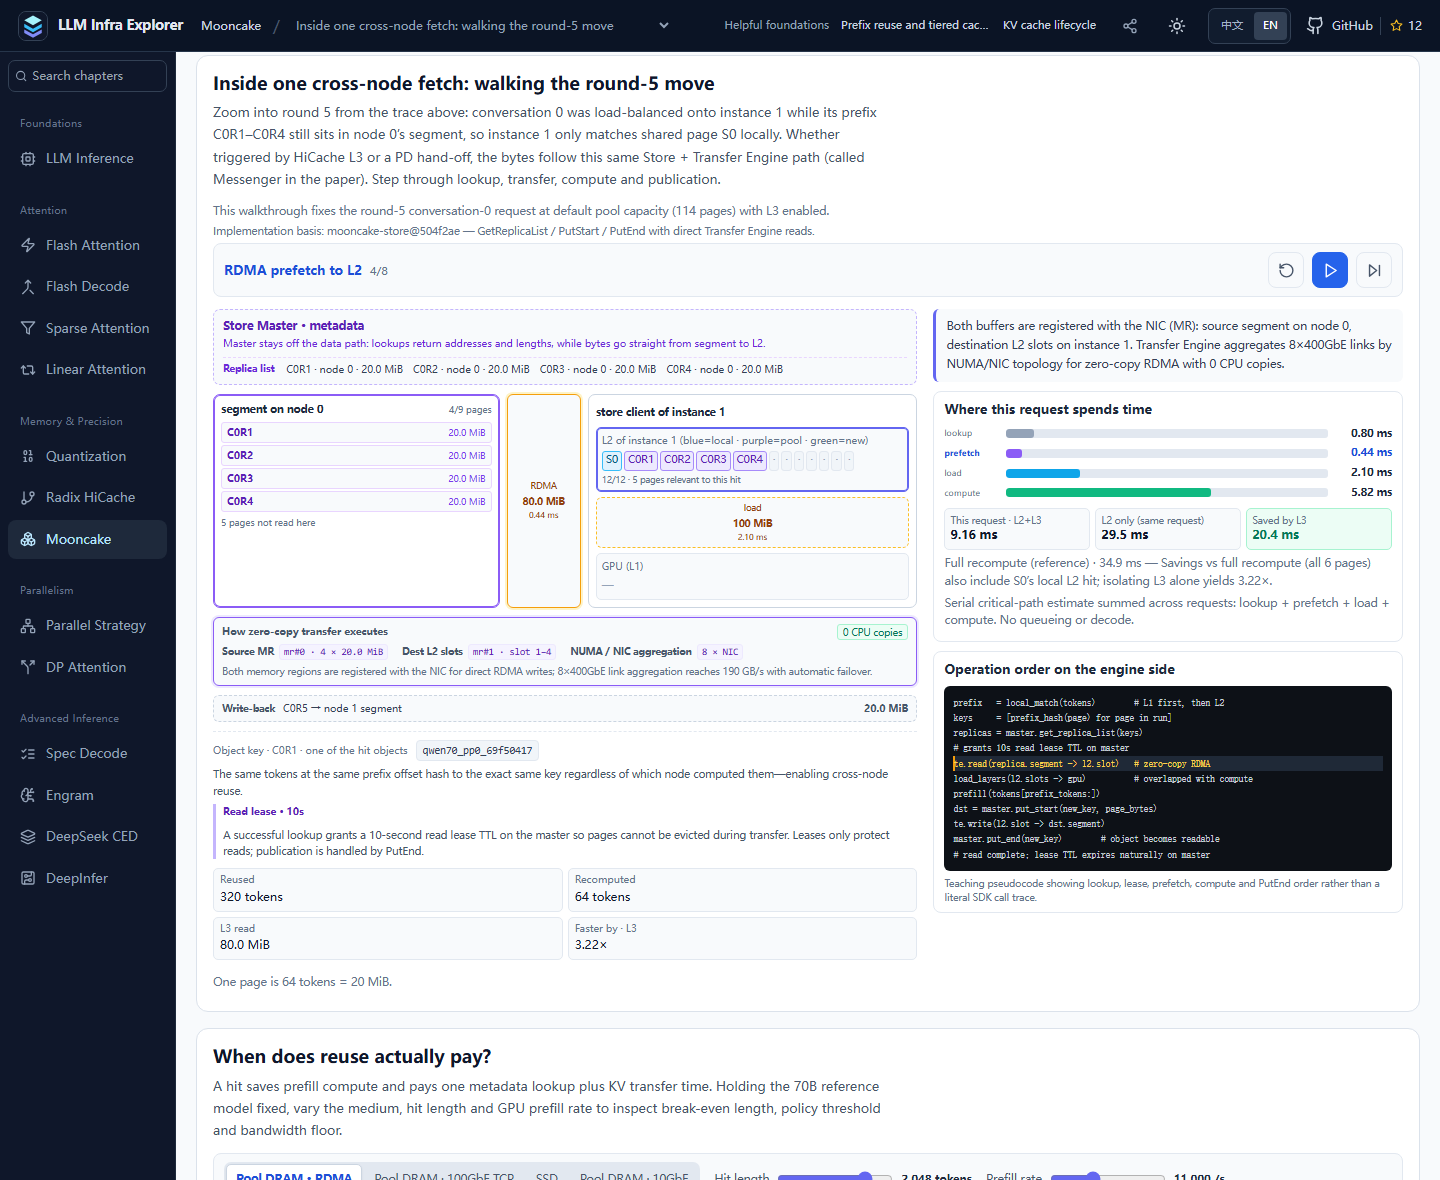 LLM Infra Explorer
Mooncake / Inside one cross-node fetch: walking the round-5 move
Helpful foundations Prefix reuse and tiered cac... KV cache lifecycle
中文 EN GitHub 12
Search chapters
Foundations
LLM Inference
Attention
Flash Attention
Flash Decode
Sparse Attention
Linear Attention
Memory & Precision
Quantization
Radix HiCache
Mooncake
Parallelism
Parallel Strategy
DP Attention
Advanced Inference
Spec Decode
Engram
DeepSeek CED
DeepInfer
Inside one cross-node fetch: walking the round-5 move
Zoom into round 5 from the trace above: conversation 0 was load-balanced onto instance 1 while its prefix
C0R1–C0R4 still sits in node 0's segment, so instance 1 only matches shared page S0 locally. Whether
triggered by HiCache L3 or a PD hand-off, the bytes follow this same Store + Transfer Engine path (called
Messenger in the paper). Step through lookup, transfer, compute and publication.
This walkthrough fixes the round-5 conversation-0 request at default pool capacity (114 pages) with L3 enabled.
Implementation basis: mooncake-store@504f2ae — GetReplicaList / PutStart / PutEnd with direct Transfer Engine reads.
RDMA prefetch to L2 4/8
Store Master • metadata
Master stays off the data path: lookups return addresses and lengths, while bytes go straight from segment to L2.
Replica list C0R1 · node 0 · 20.0 MiB C0R2 · node 0 · 20.0 MiB C0R3 · node 0 · 20.0 MiB C0R4 · node 0 · 20.0 MiB
segment on node 0 4/9 pages
C0R1 20.0 MiB
C0R2 20.0 MiB
C0R3 20.0 MiB
C0R4 20.0 MiB
5 pages not read here
RDMA
80.0 MiB
0.44 ms
store client of instance 1
L2 of instance 1 (blue=local · purple=pool · green=new)
S0 C0R1 C0R2 C0R3 C0R4 · · · · · · ·
12/12 · 5 pages relevant to this hit
load
100 MiB
2.10 ms
GPU (L1)
—
How zero-copy transfer executes 0 CPU copies
Source MR mr#0 · 4 × 20.0 MiB Dest L2 slots mr#1 · slot 1–4 NUMA / NIC aggregation 8 × NIC
Both memory regions are registered with the NIC for direct RDMA writes; 8×400GbE link aggregation reaches 190 GB/s with automatic failover.
Write-back C0R5 → node 1 segment 20.0 MiB
Object key · C0R1 · one of the hit objects qwen70_pp0_69f50417
The same tokens at the same prefix offset hash to the exact same key regardless of which node computed them—enabling cross-node
reuse.
Read lease • 10s
A successful lookup grants a 10-second read lease TTL on the master so pages cannot be evicted during transfer. Leases only protect
reads; publication is handled by PutEnd.
Reused
320 tokens
Recomputed
64 tokens
L3 read
80.0 MiB
Faster by · L3
3.22×
One page is 64 tokens = 20 MiB.
Both buffers are registered with the NIC (MR): source segment on node 0,
destination L2 slots on instance 1. Transfer Engine aggregates 8×400GbE links by
NUMA/NIC topology for zero-copy RDMA with 0 CPU copies.
Where this request spends time
lookup 0.80 ms
prefetch 0.44 ms
load 2.10 ms
compute 5.82 ms
This request · L2+L3
9.16 ms
L2 only (same request)
29.5 ms
Saved by L3
20.4 ms
Full recompute (reference) · 34.9 ms — Savings vs full recompute (all 6 pages)
also include S0's local L2 hit; isolating L3 alone yields 3.22×.
Serial critical-path estimate summed across requests: lookup + prefetch + load +
compute. No queueing or decode.
Operation order on the engine side
prefix = local_match(tokens) # L1 first, then L2
keys = [prefix_hash(page) for page in run]
replicas = master.get_replica_list(keys)
# grants 10s read lease TTL on master
te.read(replica.segment -> l2.slot) # zero-copy RDMA
load_layers(l2.slots -> gpu) # overlapped with compute
prefill(tokens[prefix_tokens:])
dst = master.put_start(new_key, page_bytes)
te.write(l2.slot -> dst.segment)
master.put_end(new_key) # object becomes readable
# read complete; lease TTL expires naturally on master
Teaching pseudocode showing lookup, lease, prefetch, compute and PutEnd order rather than a
literal SDK call trace.
When does reuse actually pay?
A hit saves prefill compute and pays one metadata lookup plus KV transfer time. Holding the 70B reference
model fixed, vary the medium, hit length and GPU prefill rate to inspect break-even length, policy threshold
and bandwidth floor.
Pool DRAM • RDMA Pool DRAM · 100GbE TCP SSD Pool DRAM · 10GbE Hit length 2,048 tokens Prefill rate 11,000 /s